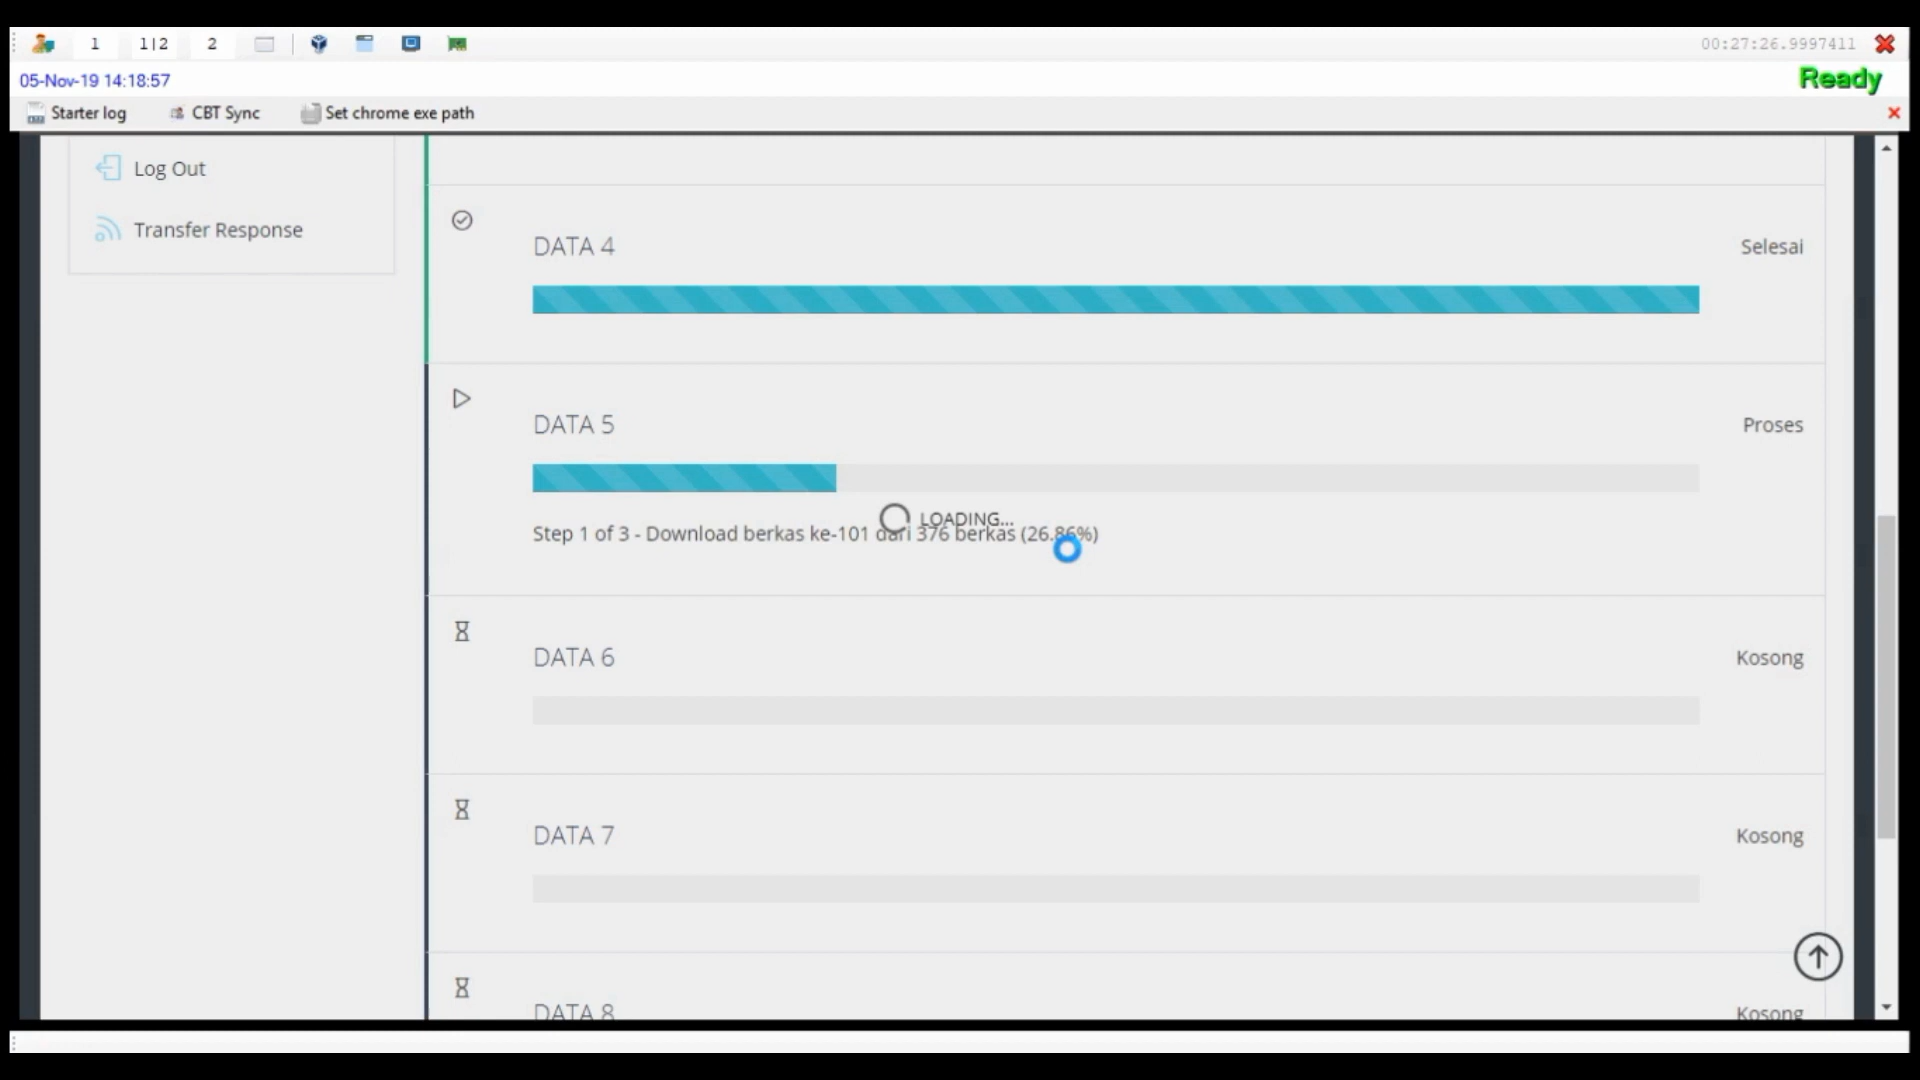 1 1|2 2 00:27:26.9997411
05-Nov-19 14:18:57 Ready
Starter log CBT Sync Set chrome exe path
Log Out
Transfer Response
DATA 4 Selesai
DATA 5 Proses
LOADING...
Step 1 of 3 - Download berkas ke-101 dari 376 berkas (26.86%)
DATA 6 Kosong
DATA 7 Kosong
DATA 8 Kosong